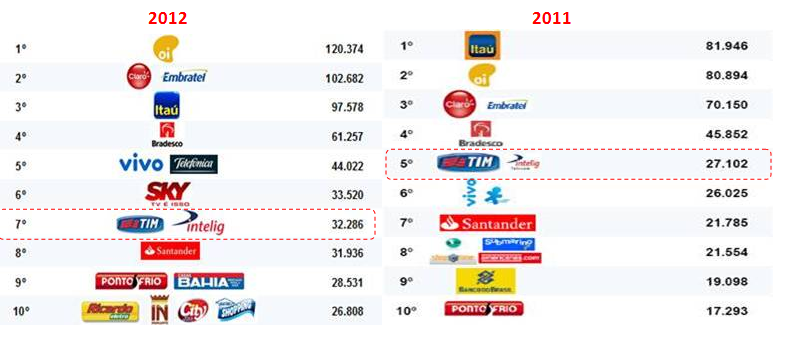 2012
1º oi 120.374
2º Claro Embratel 102.682
3º Itaú 97.578
4º Bradesco 61.257
5º vivo Telefónica 44.022
6º SKY 33.520
TV É ISSO
7º TIM intelig 32.286
8º Santander 31.936
9º PONTO FRIO CASAS BAHIA 28.531
10º Ricardo eletro IN City SHOPPING 26.808
2011
1º Itaú 81.946
2º oi 80.894
3º Claro Embratel 70.150
4º Bradesco 45.852
5º TIM intelig 27.102
6º vivo 26.025
7º Santander 21.785
8º submarino americanas.com 21.554
9º BANCO DO BRASIL 19.098
10º PONTO FRIO 17.293